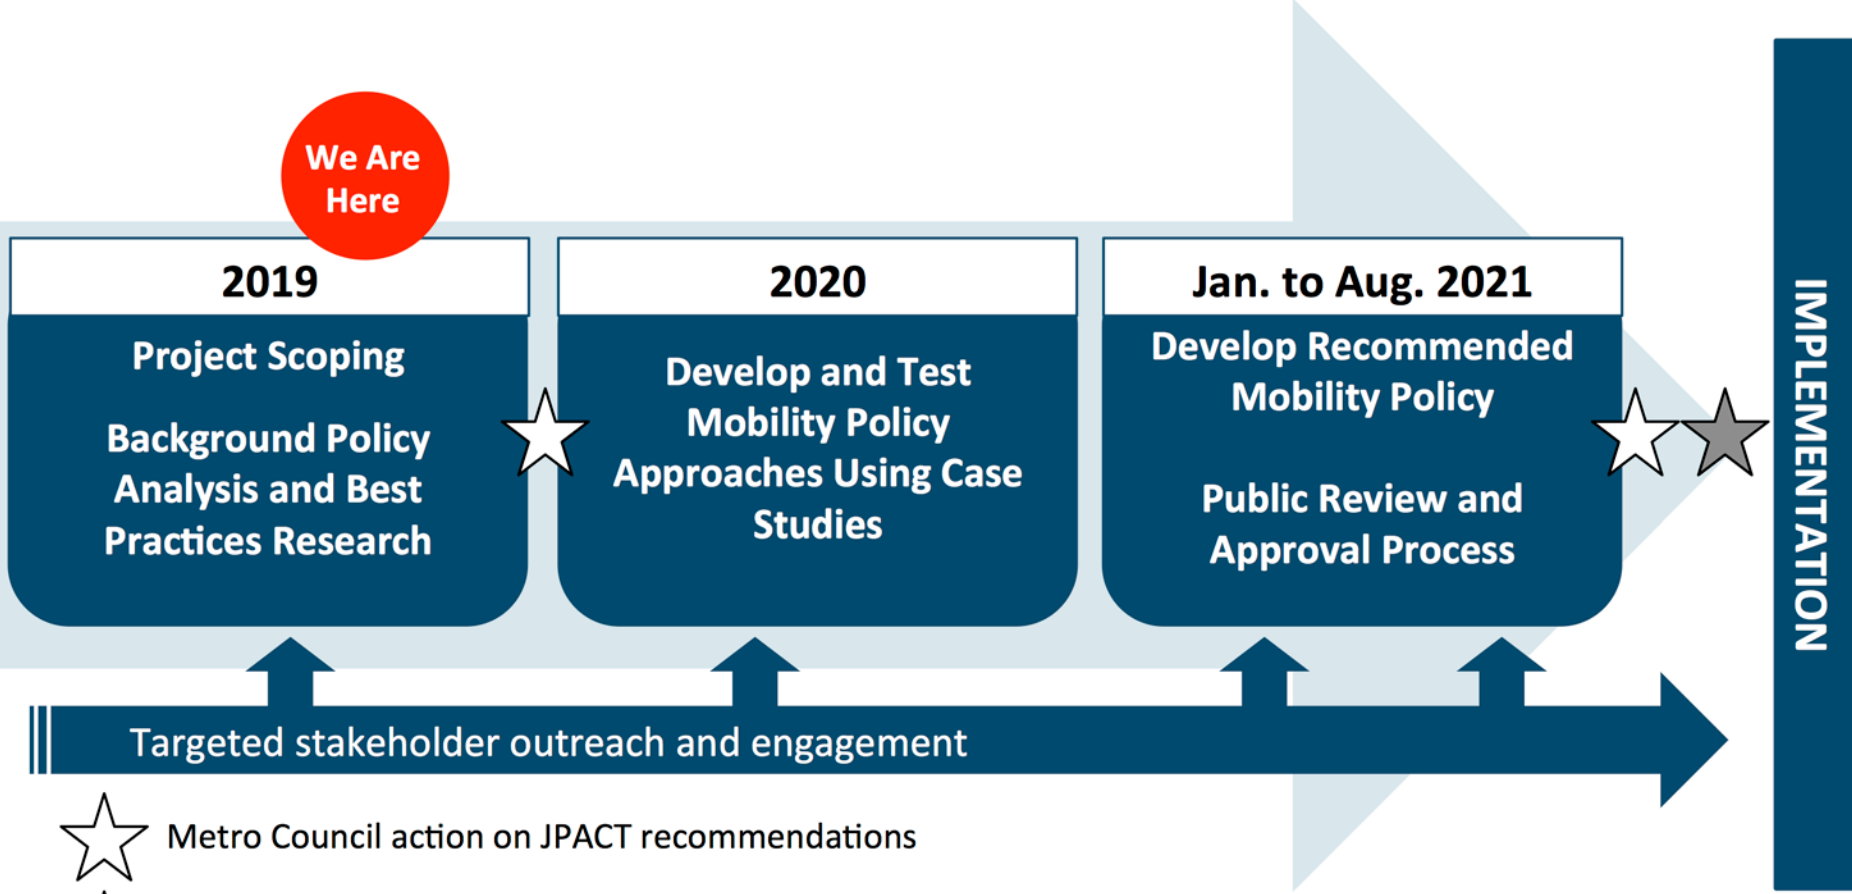 We Are
Here
2019
Project Scoping
Background Policy
Analysis and Best
Practices Research
2020
Develop and Test
Mobility Policy
Approaches Using Case
Studies
Jan. to Aug. 2021
Develop Recommended
Mobility Policy
Public Review and
Approval Process
IMPLEMENTATION
Targeted stakeholder outreach and engagement
Metro Council action on JPACT recommendations